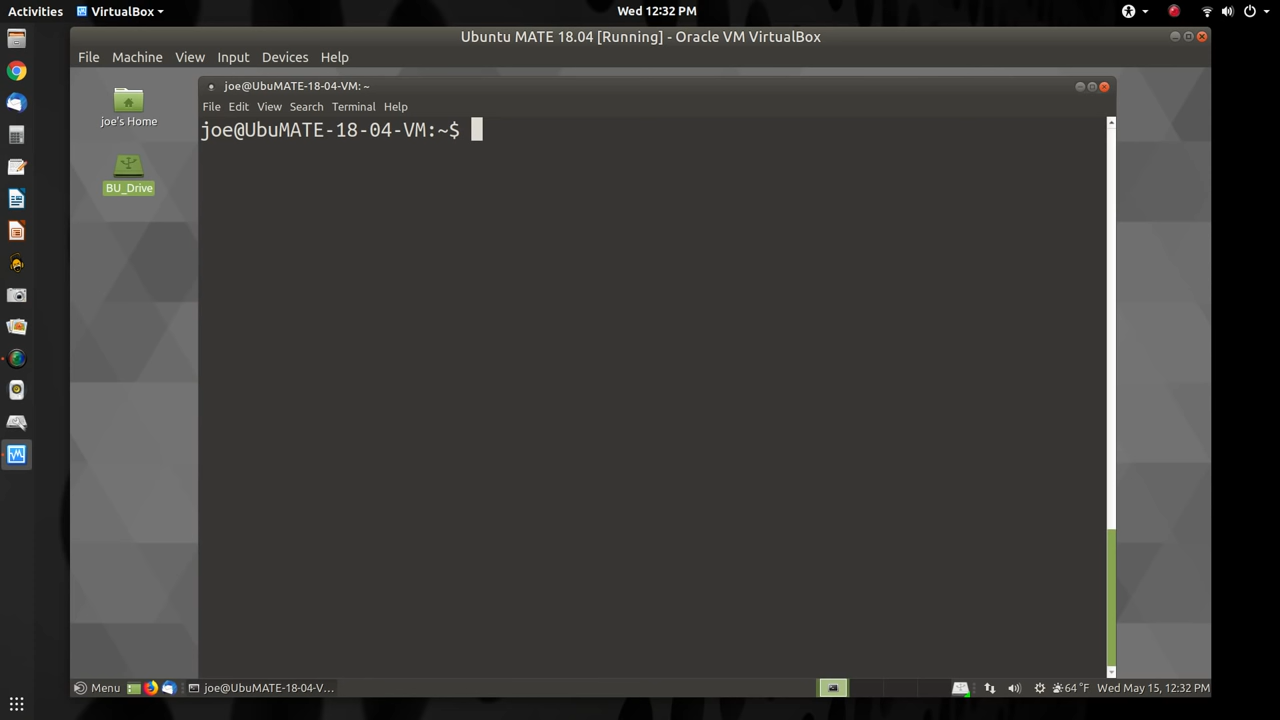 Activities VirtualBox Wed 12:32 PM
Ubuntu MATE 18.04 [Running] - Oracle VM VirtualBox
File Machine View Input Devices Help
joe@UbuMATE-18-04-VM: ~
File Edit View Search Terminal Help
joe@UbuMATE-18-04-VM:~$
joe's Home
BU_Drive
Menu joe@UbuMATE-18-04-V... 64 °F Wed May 15, 12:32 PM